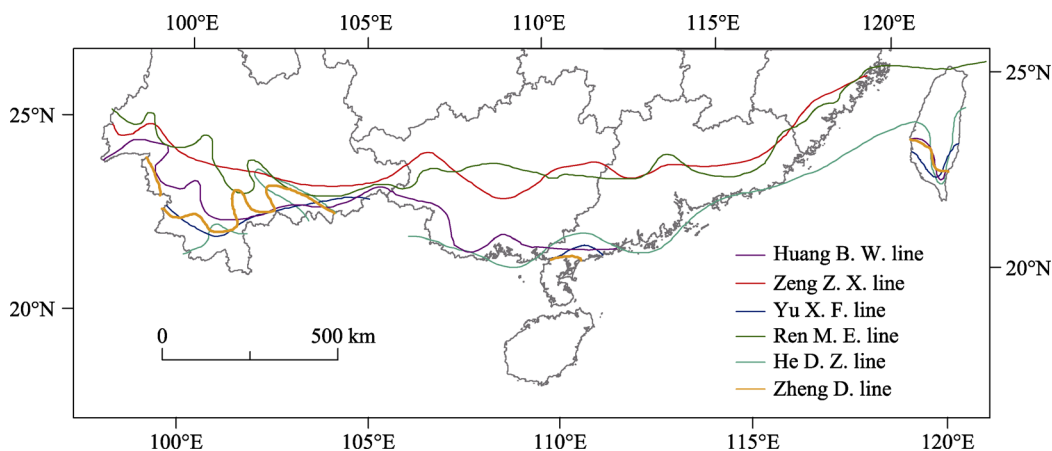 100°E 105°E 110°E 115°E 120°E
25°N
25°N
20°N
20°N
Huang B. W. line
Zeng Z. X. line
Yu X. F. line
Ren M. E. line
He D. Z. line
Zheng D. line
0 500 km
100°E 105°E 110°E 115°E 120°E